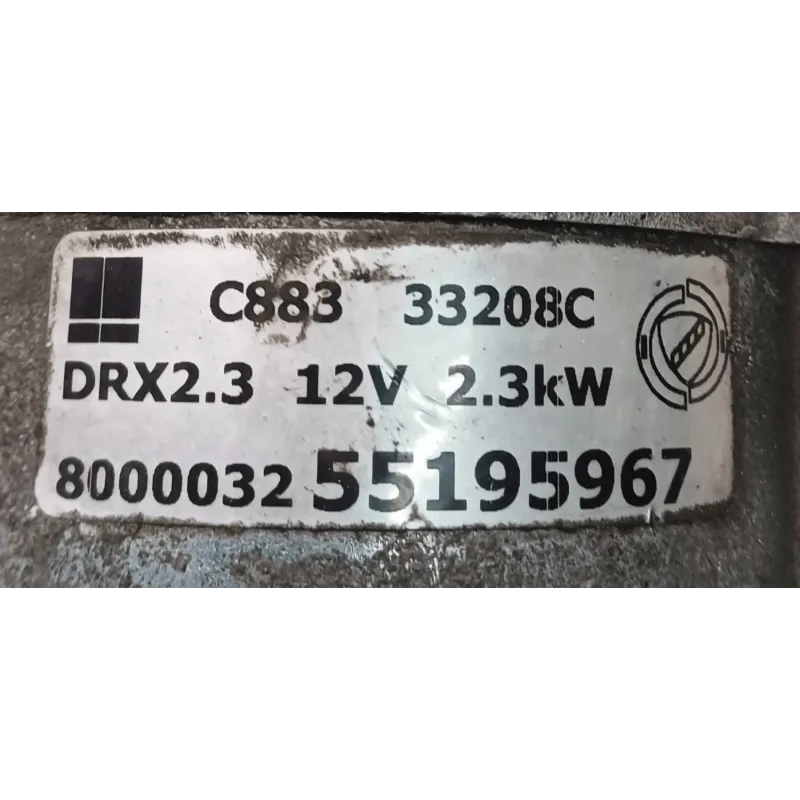 C883 33208C
DRX2.3 12V 2.3kW
8000032 55195967